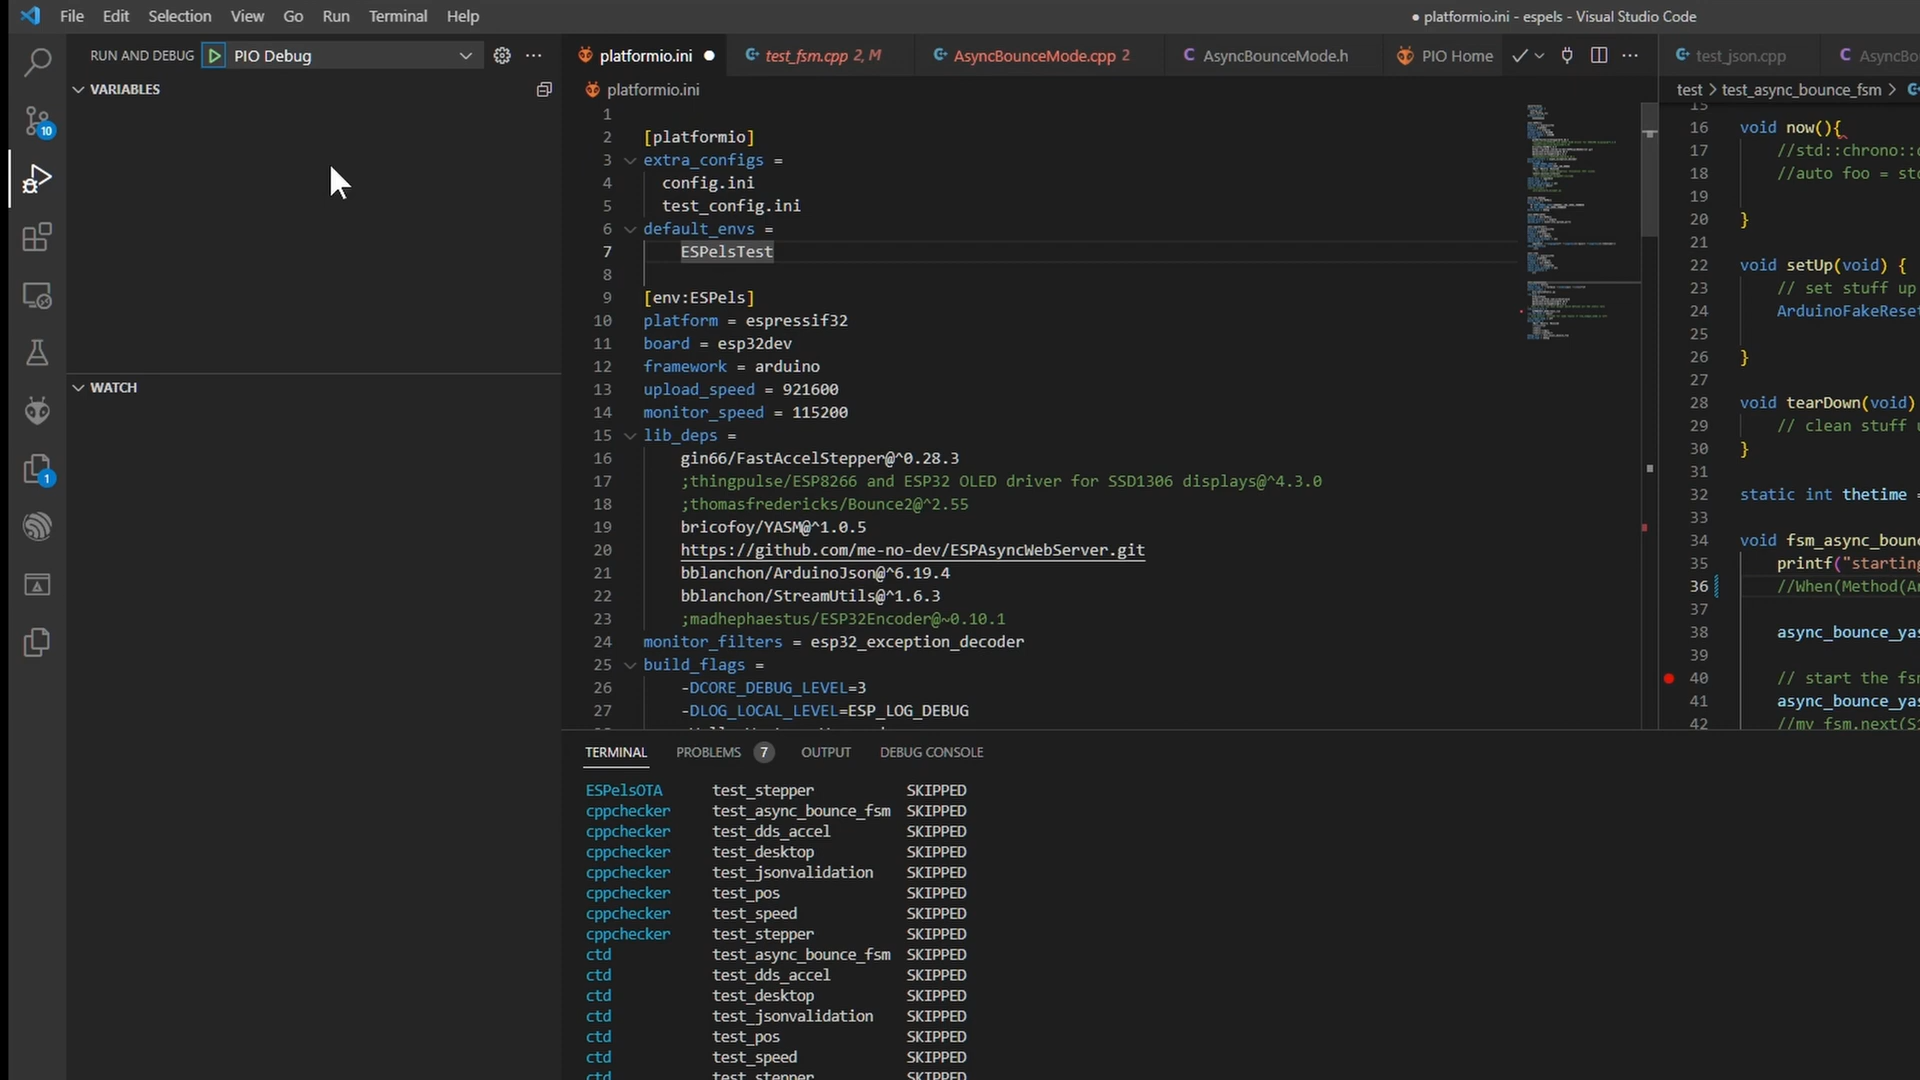 File Edit Selection View Go Run Terminal Help
● platformio.ini - espels - Visual Studio Code
RUN AND DEBUG PIO Debug
platformio.ini test_fsm.cpp 2, M AsyncBounceMode.cpp 2 AsyncBounceMode.h PIO Home
test_json.cpp AsyncBo
VARIABLES
WATCH
10
1
platformio.ini
1
2 [platformio]
3 extra_configs =
4 config.ini
5 test_config.ini
6 default_envs =
7 ESPelsTest
8
9 [env:ESPels]
10 platform = espressif32
11 board = esp32dev
12 framework = arduino
13 upload_speed = 921600
14 monitor_speed = 115200
15 lib_deps =
16 gin66/FastAccelStepper@^0.28.3
17 ;thingpulse/ESP8266 and ESP32 OLED driver for SSD1306 displays@^4.3.0
18 ;thomasfredericks/Bounce2@^2.55
19 bricofoy/YASM@^1.0.5
20 https://github.com/me-no-dev/ESPAsyncWebServer.git
21 bblanchon/ArduinoJson@^6.19.4
22 bblanchon/StreamUtils@^1.6.3
23 ;madhephaestus/ESP32Encoder@~0.10.1
24 monitor_filters = esp32_exception_decoder
25 build_flags =
26 -DCORE_DEBUG_LEVEL=3
27 -DLOG_LOCAL_LEVEL=ESP_LOG_DEBUG
test > test_async_bounce_fsm >
15
16 void now(){
17 //std::chrono::
18 //auto foo =
19
20 }
21
22 void setUp(void) {
23 // set stuff up
24 ArduinoFakeReset
25
26 }
27
28 void tearDown(void)
29 // clean stuff
30 }
31
32 static int thetime =
33
34 void fsm_async_bounc
35 printf("starting
36 //When(Method(Ar
37
38 async_bounce_yas
39
40 // start the fsm
41 async_bounce_yas
42 //my_fsm.next(S
TERMINAL PROBLEMS 7 OUTPUT DEBUG CONSOLE
ESPelsOTA test_stepper SKIPPED
cppchecker test_async_bounce_fsm SKIPPED
cppchecker test_dds_accel SKIPPED
cppchecker test_desktop SKIPPED
cppchecker test_jsonvalidation SKIPPED
cppchecker test_pos SKIPPED
cppchecker test_speed SKIPPED
cppchecker test_stepper SKIPPED
ctd test_async_bounce_fsm SKIPPED
ctd test_dds_accel SKIPPED
ctd test_desktop SKIPPED
ctd test_jsonvalidation SKIPPED
ctd test_pos SKIPPED
ctd test_speed SKIPPED
ctd test_stepper SKIPPED